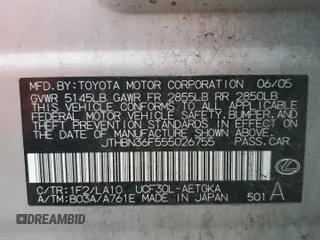 MFD.BY: TOYOTA MOTOR CORPORATION 06/05
GVWR 5145LB GAWR FR 2855LB RR 2850LB
THIS VEHICLE CONFORMS TO ALL APPLICABLE
FEDERAL MOTOR VEHICLE SAFETY, BUMPER, AND
THEFT PREVENTION STANDARDS IN EFFECT ON
THE DATE OF MANUFACTURE SHOWN ABOVE.
JTHBN36F555026755 PASS.CAR
C/TR: 1F2/LA10 UCF30L-AETGKA A
A/TM: B03A/A761E MADE IN JAPAN 501
AUTOBIDMASTER